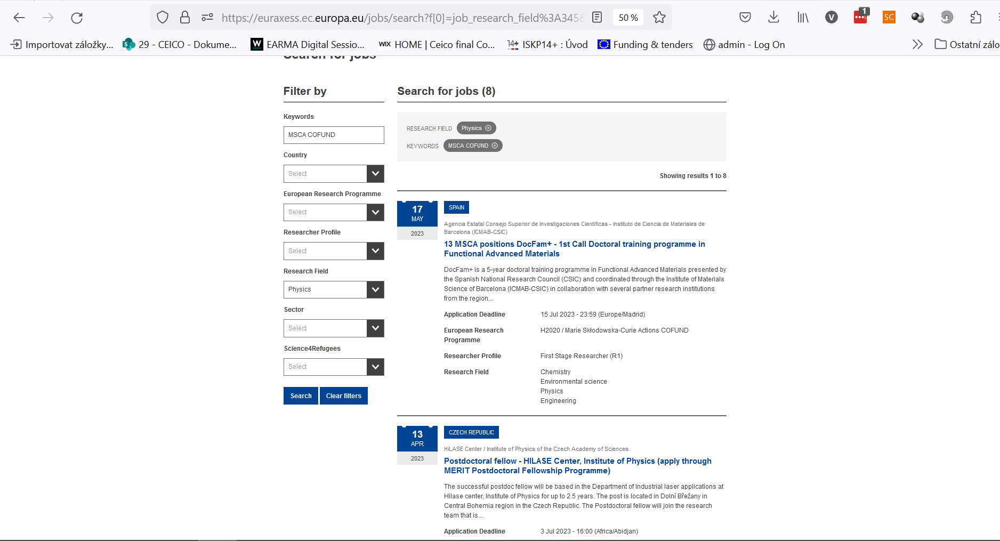 https://euraxess.ec.europa.eu/jobs/search?f[0]=job_research_field%3A3458
50 %
V
1
SC
Importovat záložky...
S
29 - CEICO - Dokume...
W
EARMA Digital Sessio...
WIX
HOME | Ceico final Co...
14+
ISKP14+ : Úvod
Funding & tenders
admin - Log On
Ostatní zálo
Search for jobs
Filter by
Keywords
MSCA COFUND
Country
Select
European Research Programme
Select
Researcher Profile
Select
Research Field
Physics
Sector
Select
Science4Refugees
Select
Search
Clear filters
Search for jobs (8)
RESEARCH FIELD
Physics
KEYWORDS
MSCA COFUND
Showing results 1 to 8
17
MAY
2023
SPAIN
Agencia Estatal Consejo Superior de Investigaciones Cientificas - Instituto de Ciencia de Materiales de
Barcelona (ICMAB-CSIC)
13 MSCA positions DocFam+ - 1st Call Doctoral training programme in
Functional Advanced Materials
DocFam+ is a 5-year doctoral training programme in Functional Advanced Materials presented by
the Spanish National Research Council (CSIC) and coordinated through the Institute of Materials
Science of Barcelona (ICMAB-CSIC) in collaboration with several partner research institutions
from the region...
Application Deadline
15 Jul 2023 - 23:59 (Europe/Madrid)
European Research
Programme
H2020 / Marie Skłodowska-Curie Actions COFUND
Researcher Profile
First Stage Researcher (R1)
Research Field
Chemistry
Environmental science
Physics
Engineering
13
APR
2023
CZECH REPUBLIC
HiLASE Center / Institute of Physics of the Czech Academy of Sciences
Postdoctoral fellow - HILASE Center, Institute of Physics (apply through
MERIT Postdoctoral Fellowship Programme)
The successful postdoc fellow will be based in the Department of Industrial laser applications at
Hilase center, Institute of Physics for up to 2.5 years. The post is located in Dolní Břežany in
Central Bohemia region in the Czech Republic. The Postdoctoral fellow will join the research
team that is...
Application Deadline
3 Jul 2023 - 16:00 (Africa/Abidjan)